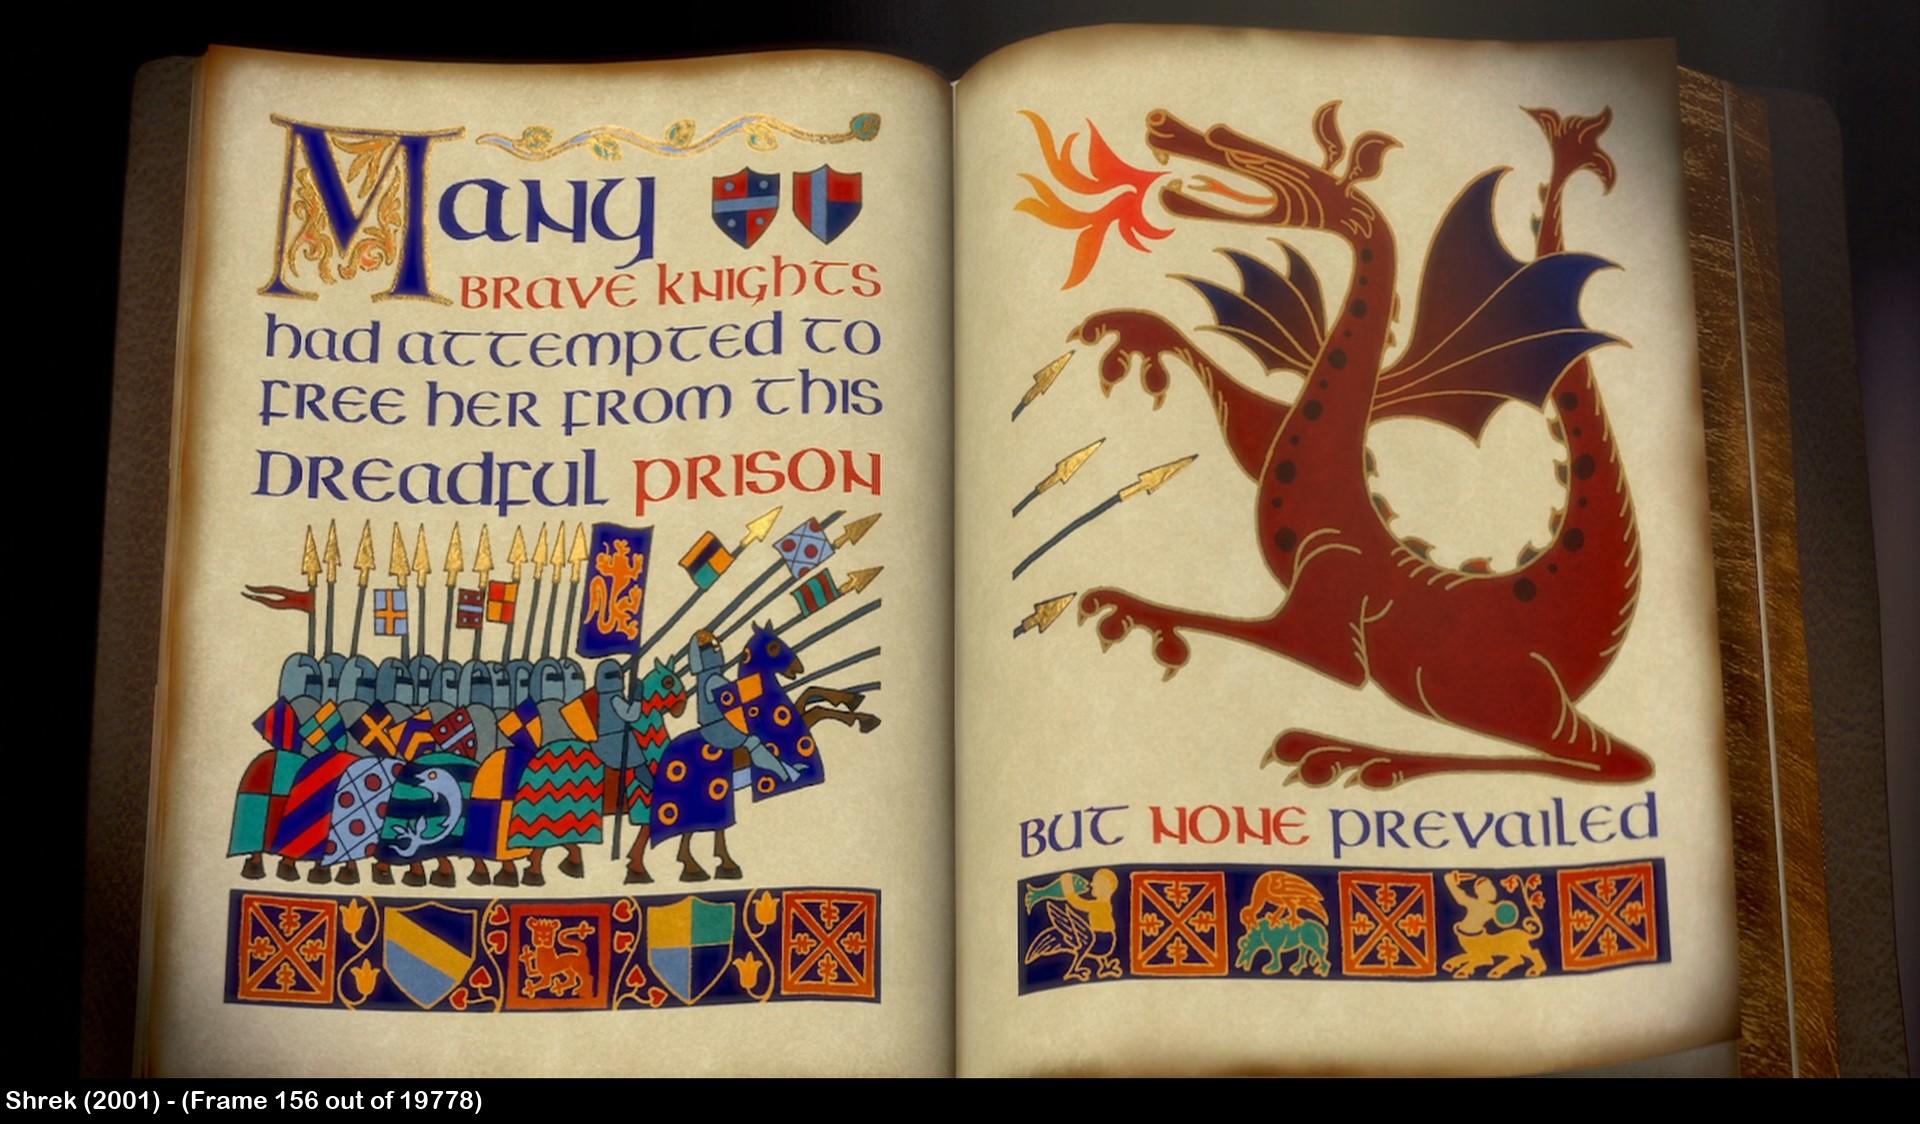 Many
BRAVE KNIGHTS
had attempted to
FREE HER FROM THIS
DREADFUL PRISON
BUT NONE PREVAILED
Shrek (2001) - (Frame 156 out of 19778)